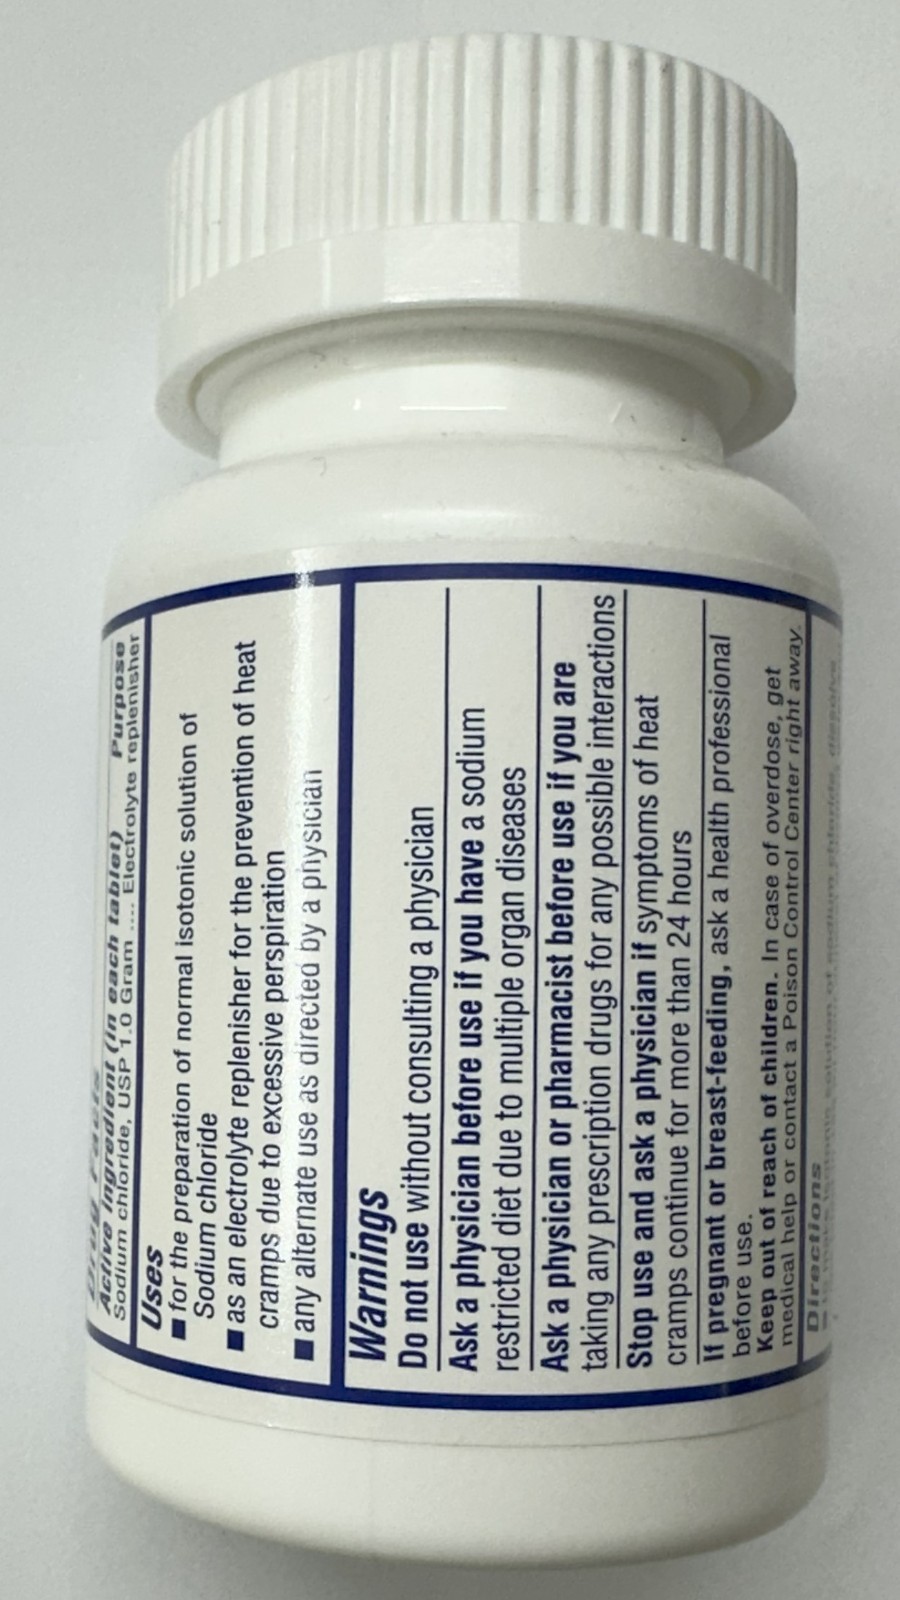 Drug Facts
Active ingredient (in each tablet) Purpose
Sodium chloride, USP 1.0 Gram .... Electrolyte replenisher
Uses
■ for the preparation of normal isotonic solution of
Sodium chloride
■ as an electrolyte replenisher for the prevention of heat
cramps due to excessive perspiration
■ any alternate use as directed by a physician
Warnings
Do not use without consulting a physician
Ask a physician before use if you have a sodium
restricted diet due to multiple organ diseases
Ask a physician or pharmacist before use if you are
taking any prescription drugs for any possible interactions
Stop use and ask a physician if symptoms of heat
cramps continue for more than 24 hours
If pregnant or breast-feeding, ask a health professional
before use.
Keep out of reach of children. In case of overdose, get
medical help or contact a Poison Control Center right away.
Directions
solution of sodium chloride, dissolve